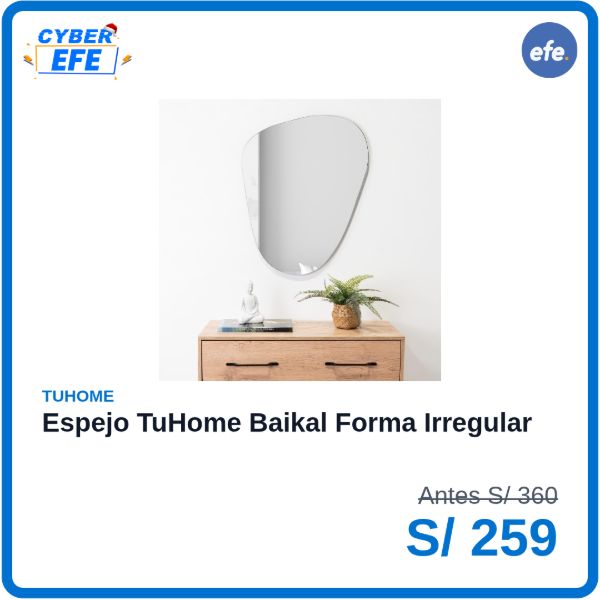 CYBER
EFE
efe.
TUHOME
Espejo TuHome Baikal Forma Irregular
Antes S/ 360
S/ 259